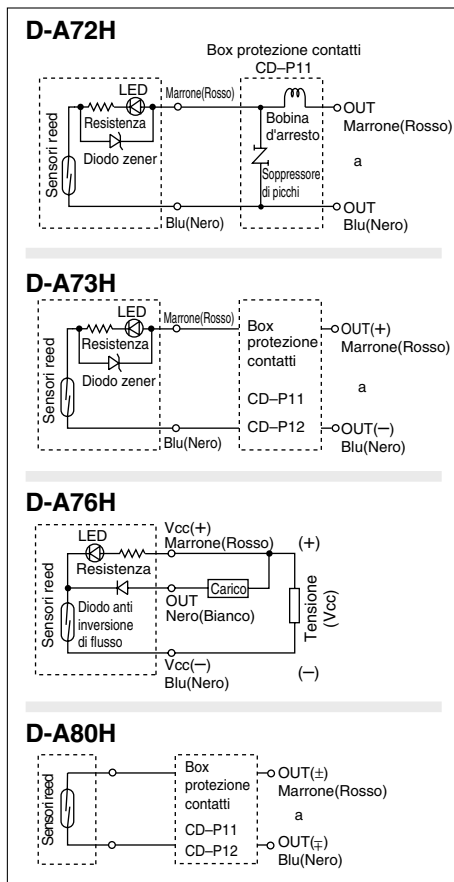 D-A72H
Box protezione contatti
CD–P11
LED
Marrone(Rosso)
OUT
Marrone(Rosso)
Resistenza
Bobina
d'arresto
Diodo zener
a
Sensori reed
Soppressore
di picchi
OUT
Blu(Nero)
Blu(Nero)
D-A73H
LED
Marrone(Rosso)
Box
protezione
contatti
OUT(+)
Marrone(Rosso)
Resistenza
Diodo zener
a
Sensori reed
CD–P11
CD–P12
OUT(–)
Blu(Nero)
Blu(Nero)
D-A76H
Vcc(+)
Marrone(Rosso)
LED
(+)
Resistenza
Carico
OUT
Nero(Bianco)
Diodo anti
inversione
di flusso
Sensori reed
Tensione
(Vcc)
Vcc(–)
Blu(Nero)
(–)
D-A80H
Sensori reed
Box
protezione
contatti
CD–P11
CD–P12
OUT(±)
Marrone(Rosso)
a
OUT(∓)
Blu(Nero)